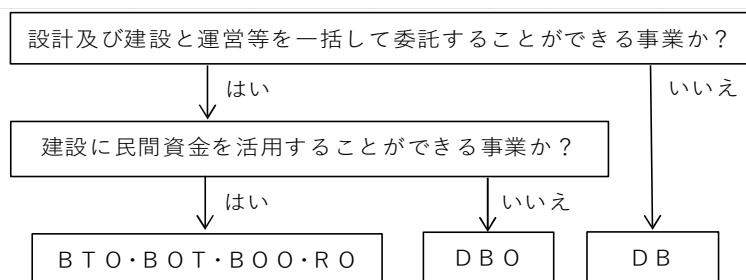 設計及び建設と運営等を一括して委託することができる事業か？
はい
いいえ
建設に民間資金を活用することができる事業か？
はい
いいえ
ＢＴＯ・ＢＯＴ・ＢＯＯ・ＲＯ
ＤＢＯ
ＤＢ